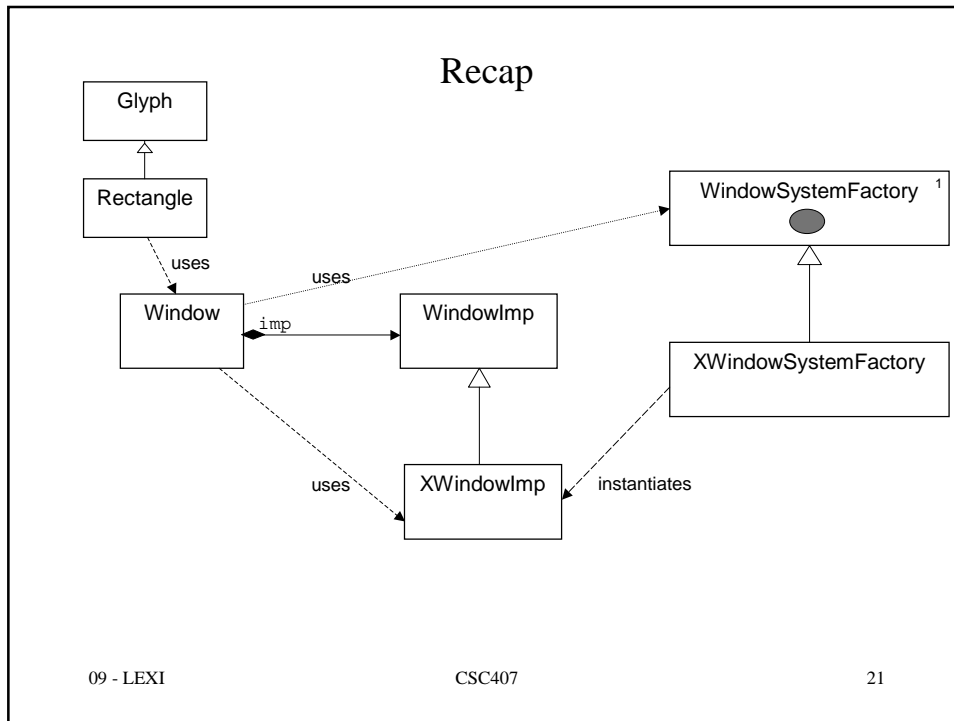 Recap
Glyph
Rectangle
WindowSystemFactory 1
uses
uses
Window
imp
WindowImp
XWindowSystemFactory
uses
XWindowImp
instantiates
09 - LEXI CSC407 21